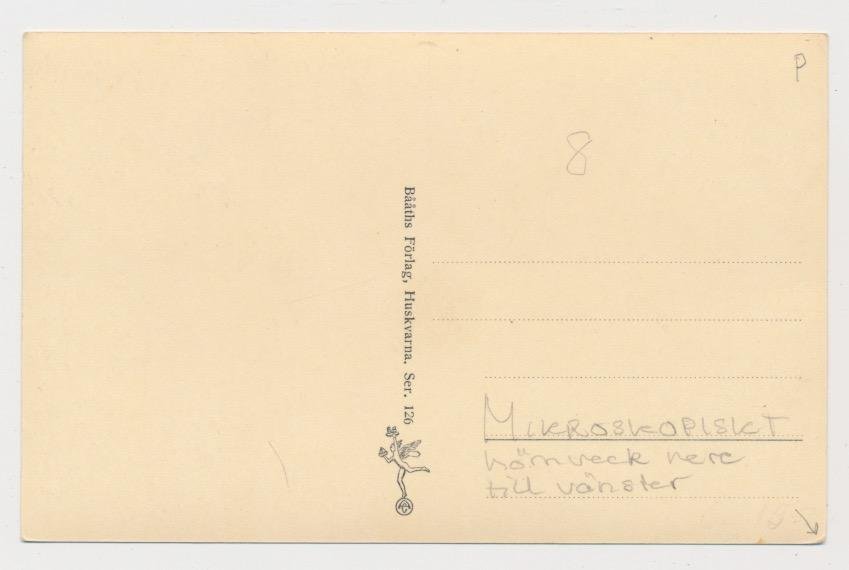 P
8
Bååths Förlag, Huskvarna. Ser. 126
MIKROSKOPISKT
hörnveck nere
till vänster